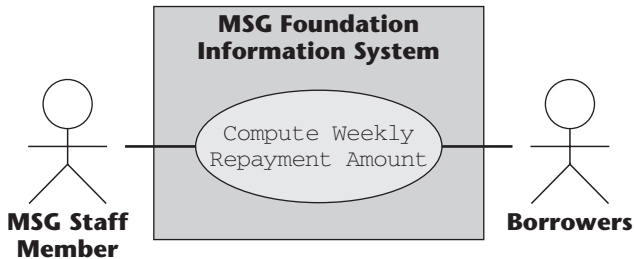 MSG Foundation
Information System
Compute Weekly
Repayment Amount
MSG Staff
Member
Borrowers